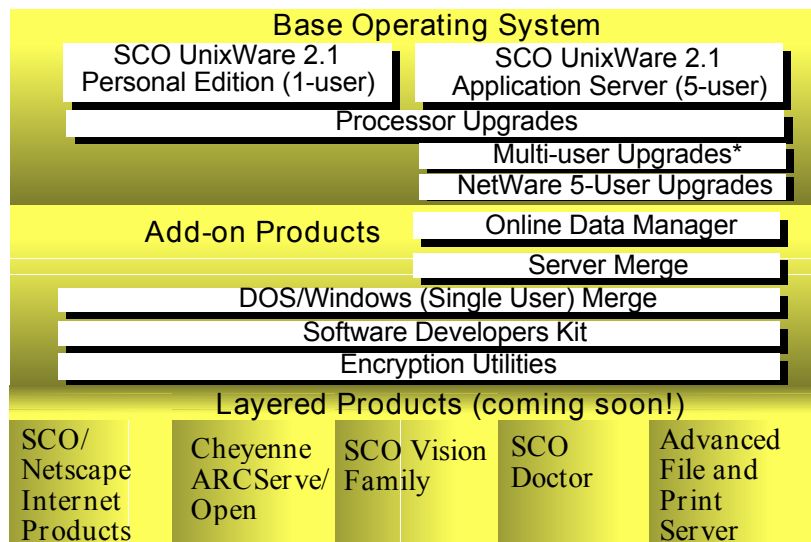 Base Operating System
SCO UnixWare 2.1
Personal Edition (1-user)
SCO UnixWare 2.1
Application Server (5-user)
Processor Upgrades
Multi-user Upgrades*
NetWare 5-User Upgrades
Add-on Products
Online Data Manager
Server Merge
DOS/Windows (Single User) Merge
Software Developers Kit
Encryption Utilities
Layered Products (coming soon!)
SCO/
Netscape
Internet
Products
Cheyenne
ARCServe/
Open
SCO Vision
Family
SCO
Doctor
Advanced
File and
Print
Server